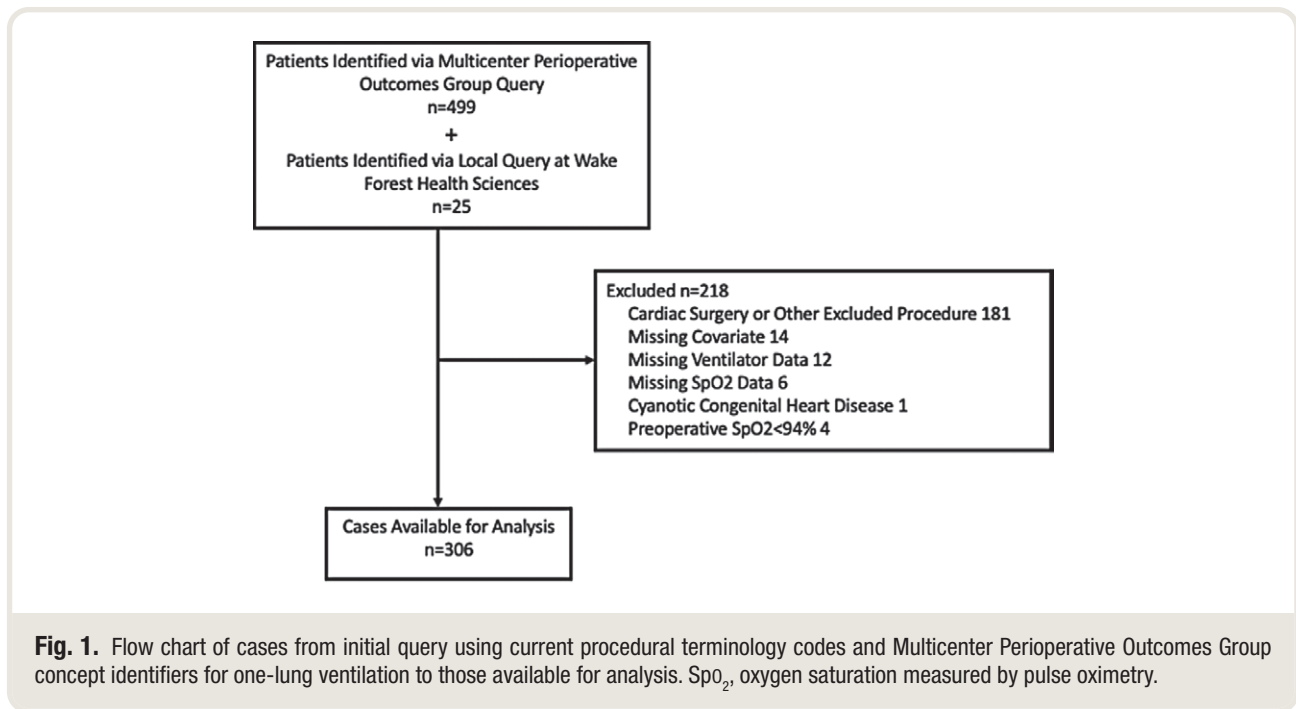 Patients Identified via Multicenter Perioperative
Outcomes Group Query
n=499
+
Patients Identified via Local Query at Wake
Forest Health Sciences
n=25
Excluded n=218
Cardiac Surgery or Other Excluded Procedure 181
Missing Covariate 14
Missing Ventilator Data 12
Missing SpO2 Data 6
Cyanotic Congenital Heart Disease 1
Preoperative SpO2<94% 4
Cases Available for Analysis
n=306
Fig. 1. Flow chart of cases from initial query using current procedural terminology codes and Multicenter Perioperative Outcomes Group
concept identifiers for one-lung ventilation to those available for analysis. Spo₂, oxygen saturation measured by pulse oximetry.